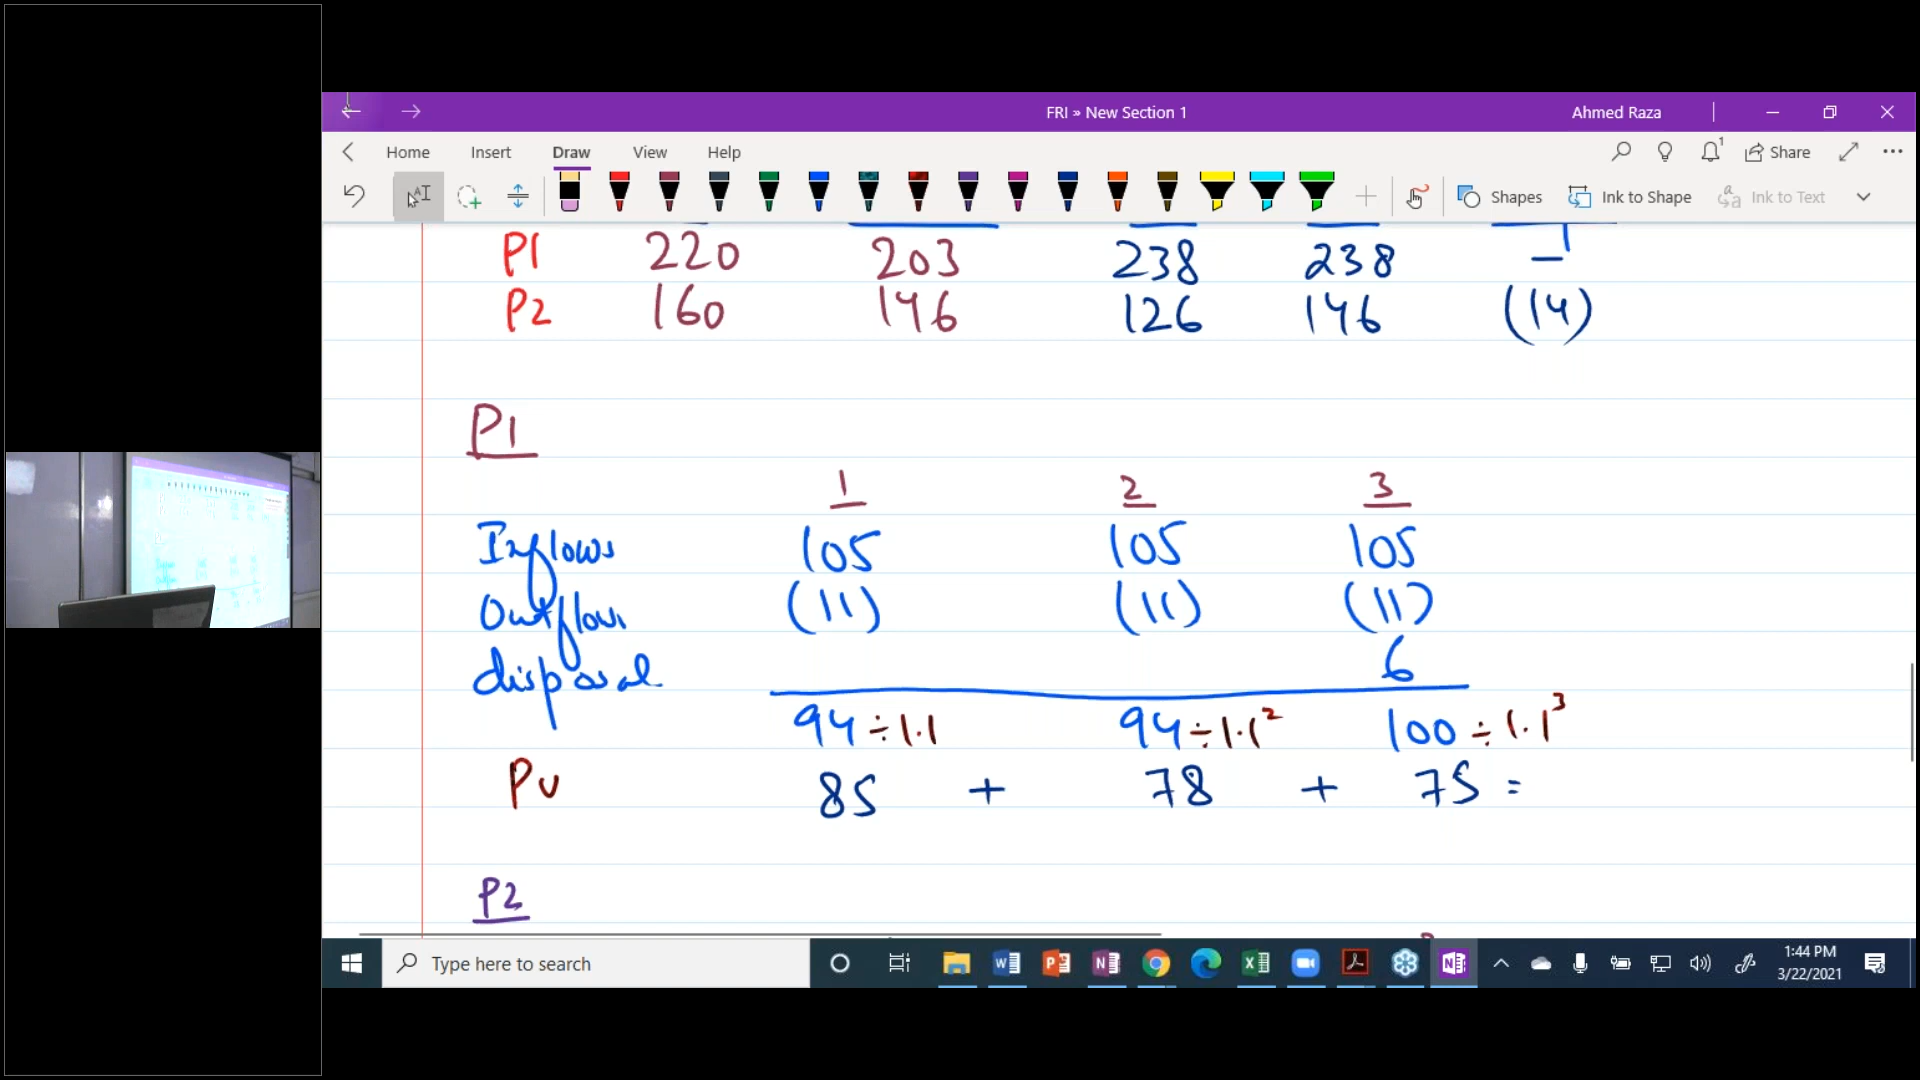 FRI » New Section 1
Ahmed Raza
Home Insert Draw View Help
Share
Shapes Ink to Shape Ink to Text
P1 220 203 238 238 –
P2 160 146 126 146 (14)
P1
1 2 3
Inflows 105 105 105
Outflow (11) (11) (11)
disposal 6
94 ÷ 1.1 94 ÷ 1.1² 100 ÷ 1.1³
PV 85 + 78 + 75 =
P2
Type here to search
1:44 PM
3/22/2021